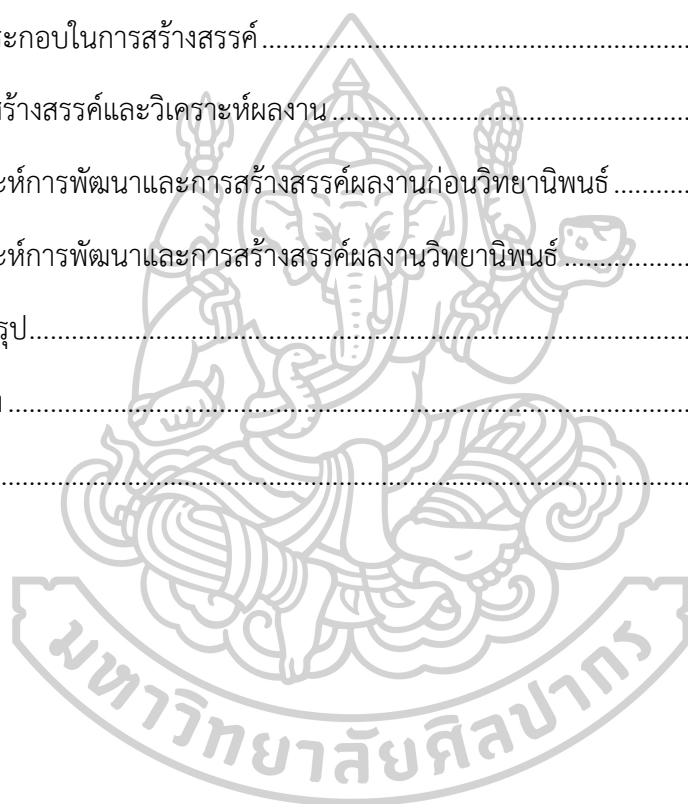 ระกอบในการสร้างสรรค์....................................................................
สร้างสรรค์และวิเคราะห์ผลงาน.........................................................
ะห์การพัฒนาและการสร้างสรรค์ผลงานก่อนวิทยานิพนธ์............
ะห์การพัฒนาและการสร้างสรรค์ผลงานวิทยานิพนธ์....................
รุป....................................................................................................
.......................................................................................................
.......................................................................................................
มหาวิทยาลัยศิลปากร